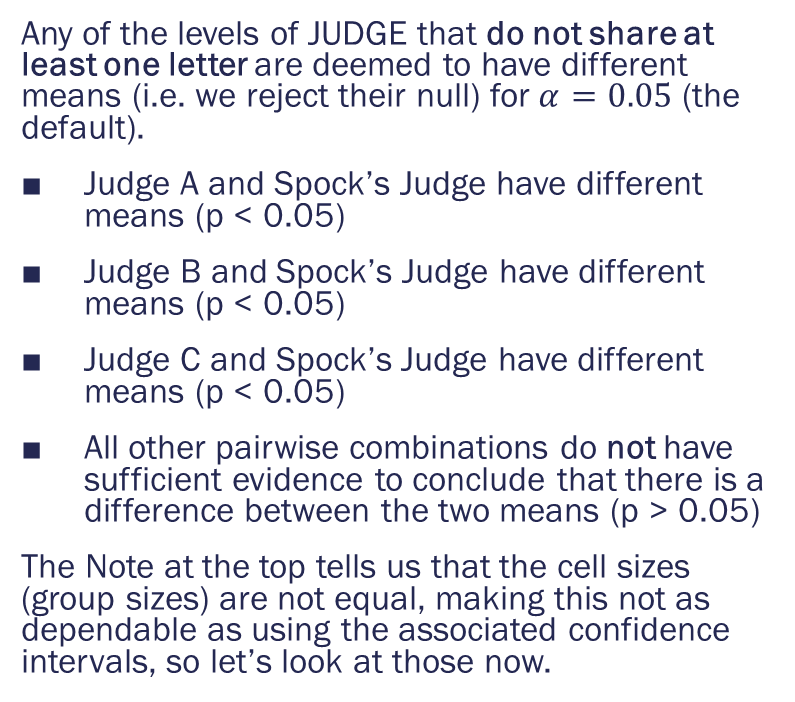 Any of the levels of JUDGE that do not share at
least one letter are deemed to have different
means (i.e. we reject their null) for α = 0.05 (the
default).
▪ Judge A and Spock’s Judge have different
means (p < 0.05)
▪ Judge B and Spock’s Judge have different
means (p < 0.05)
▪ Judge C and Spock’s Judge have different
means (p < 0.05)
▪ All other pairwise combinations do not have
sufficient evidence to conclude that there is a
difference between the two means (p > 0.05)
The Note at the top tells us that the cell sizes
(group sizes) are not equal, making this not as
dependable as using the associated confidence
intervals, so let’s look at those now.